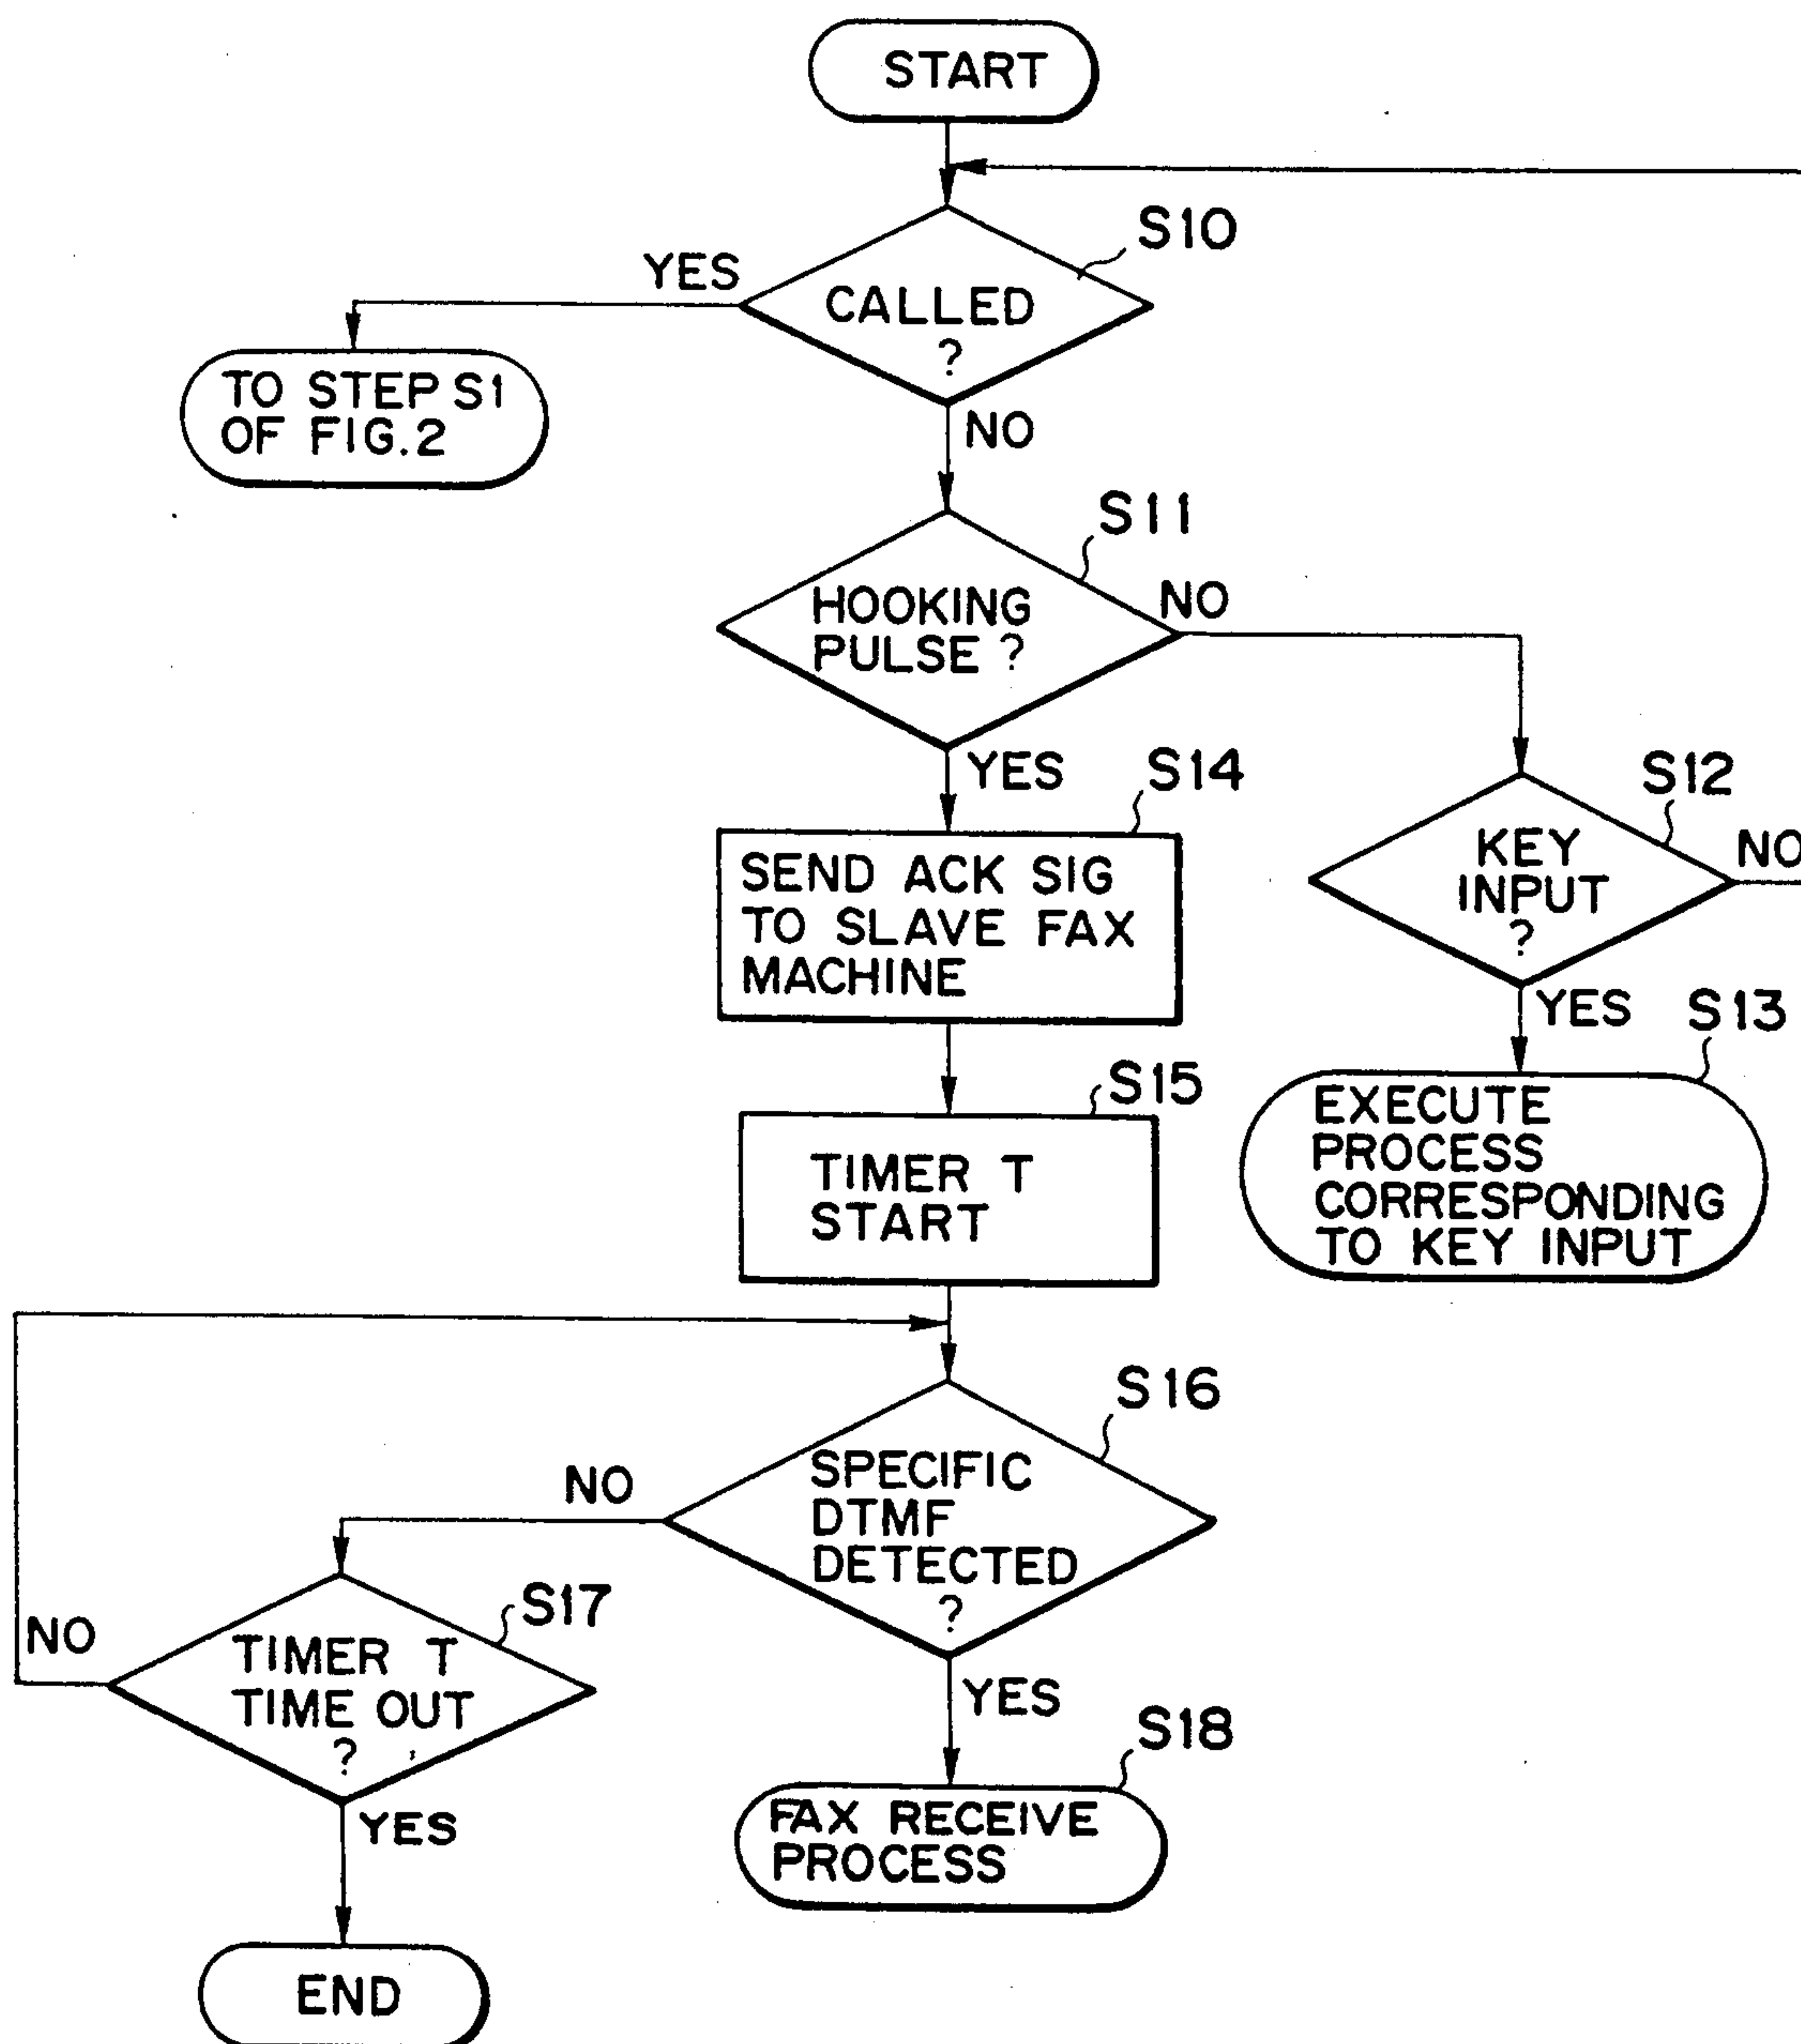 START
S10
YES
CALLED
?
TO STEP S1
OF FIG.2
NO
S11
HOOKING
PULSE ?
NO
YES
S14
S12
SEND ACK SIG
TO SLAVE FAX
MACHINE
KEY
INPUT
?
NO
YES
S13
S15
TIMER T
START
EXECUTE
PROCESS
CORRESPONDING
TO KEY INPUT
S16
SPECIFIC
DTMF
DETECTED
?
NO
S17
NO
TIMER T
TIME OUT
?
YES
S18
YES
FAX RECEIVE
PROCESS
END